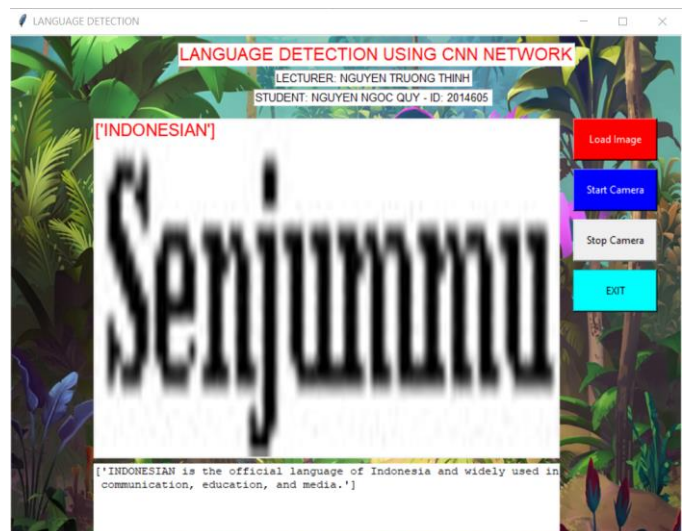 LANGUAGE DETECTION
LANGUAGE DETECTION USING CNN NETWORK
LECTURER: NGUYEN TRUONG THINH
STUDENT: NGUYEN NGOC QUY - ID: 2014605
['INDONESIAN']
Senjummu
Load Image
Start Camera
Stop Camera
EXIT
['INDONESIAN is the official language of Indonesia and widely used in
communication, education, and media.']